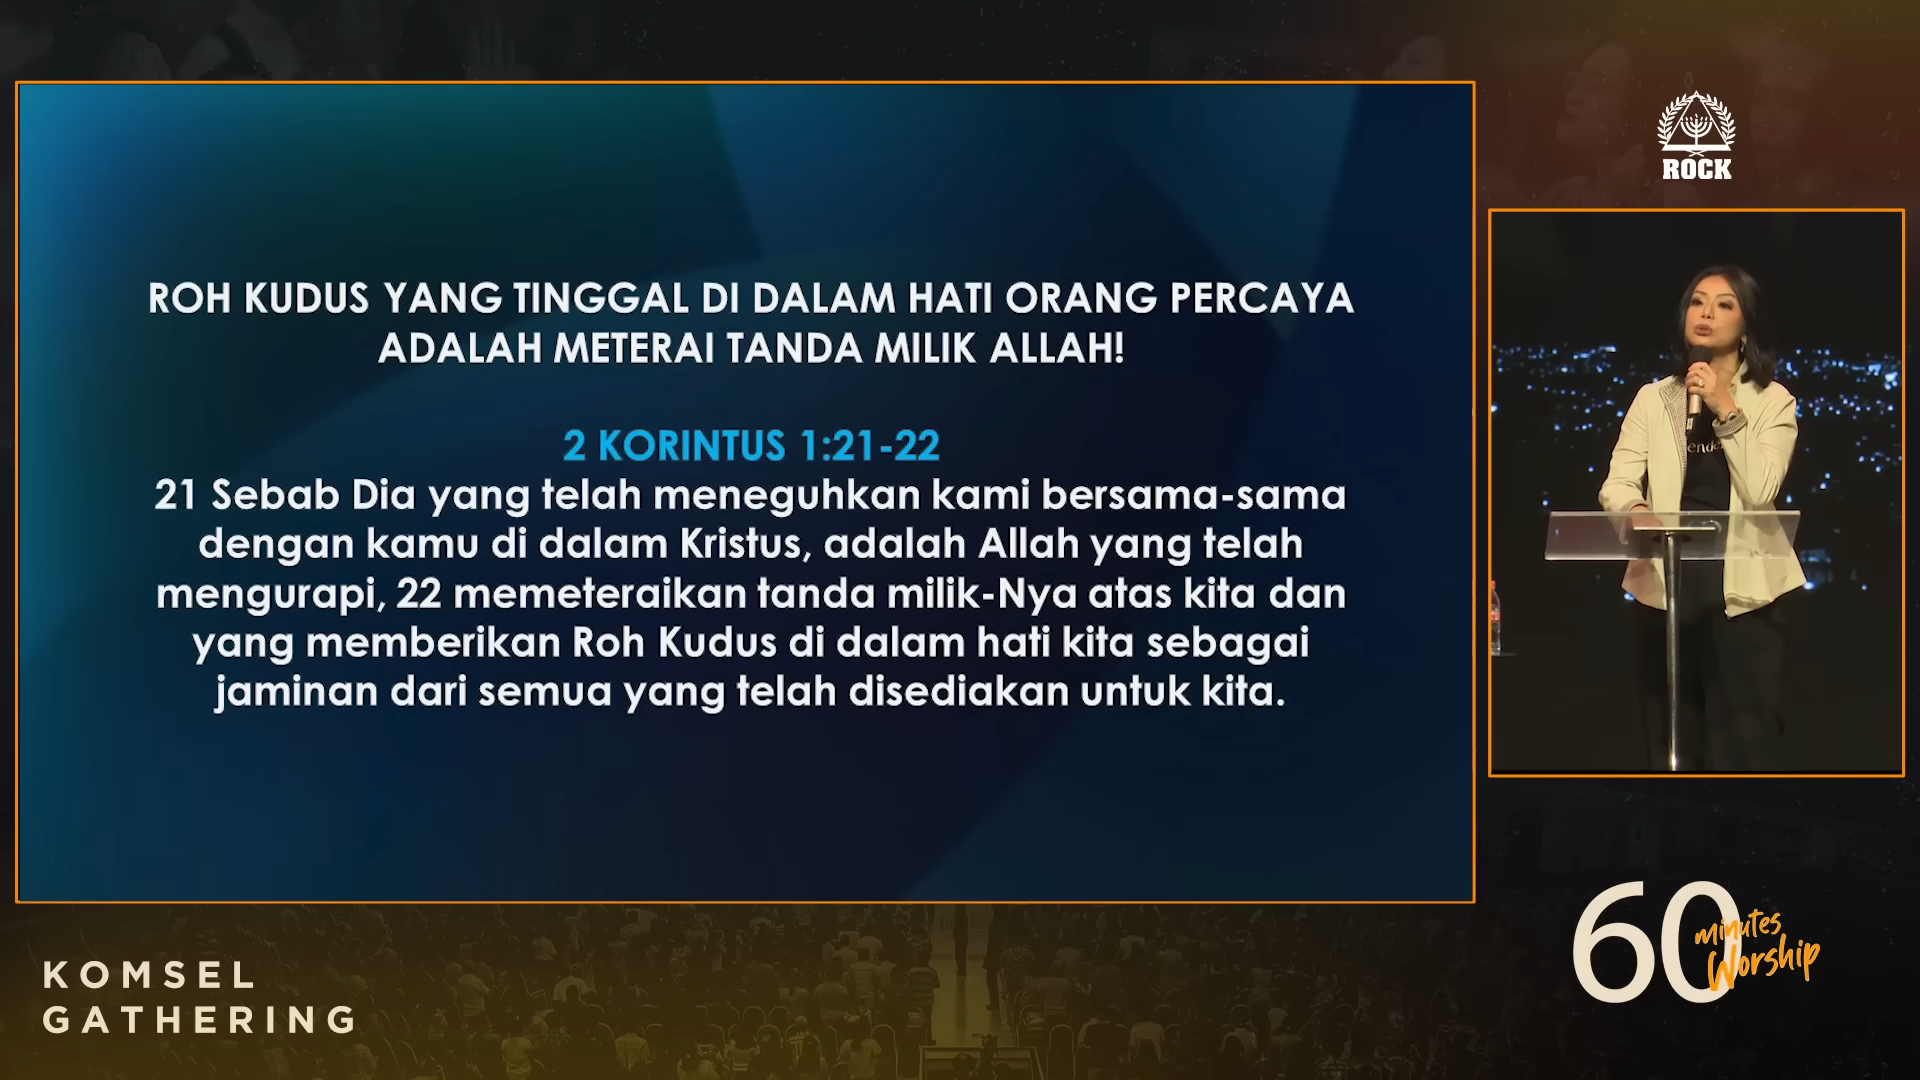 ROH KUDUS YANG TINGGAL DI DALAM HATI ORANG PERCAYA
ADALAH METERAI TANDA MILIK ALLAH!
2 KORINTUS 1:21-22
21 Sebab Dia yang telah meneguhkan kami bersama-sama
dengan kamu di dalam Kristus, adalah Allah yang telah
mengurapi, 22 memeteraikan tanda milik-Nya atas kita dan
yang memberikan Roh Kudus di dalam hati kita sebagai
jaminan dari semua yang telah disediakan untuk kita.
ROCK
KOMSEL
GATHERING
60
minutes
Worship